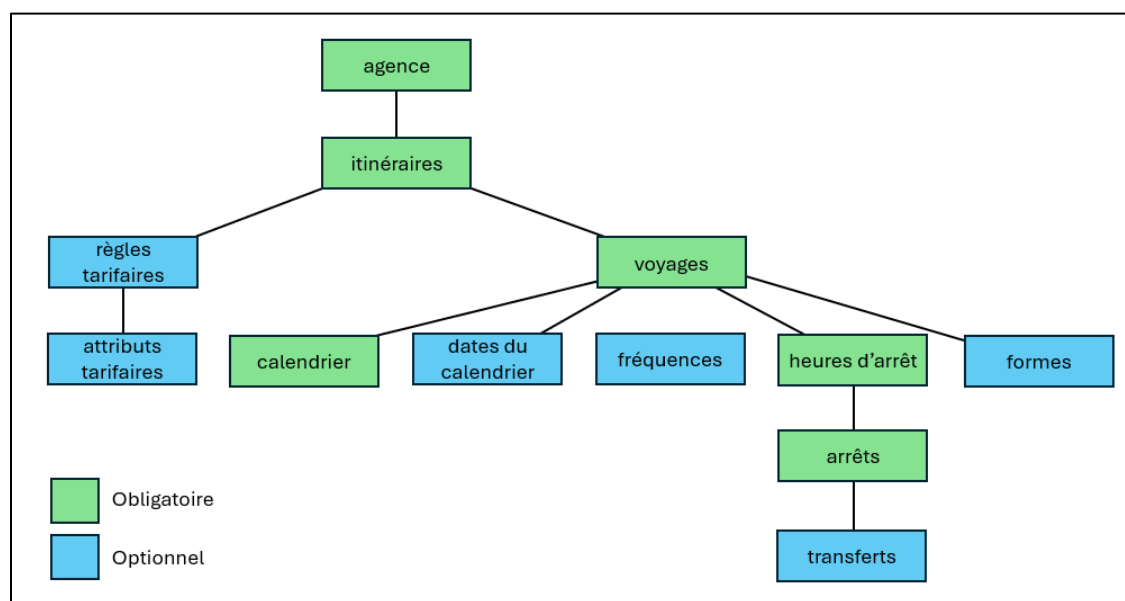 agence
itinéraires
règles
tarifaires
voyages
attributs
tarifaires
calendrier
dates du
calendrier
fréquences
heures d'arrêt
formes
arrêts
transferts
Obligatoire
Optionnel